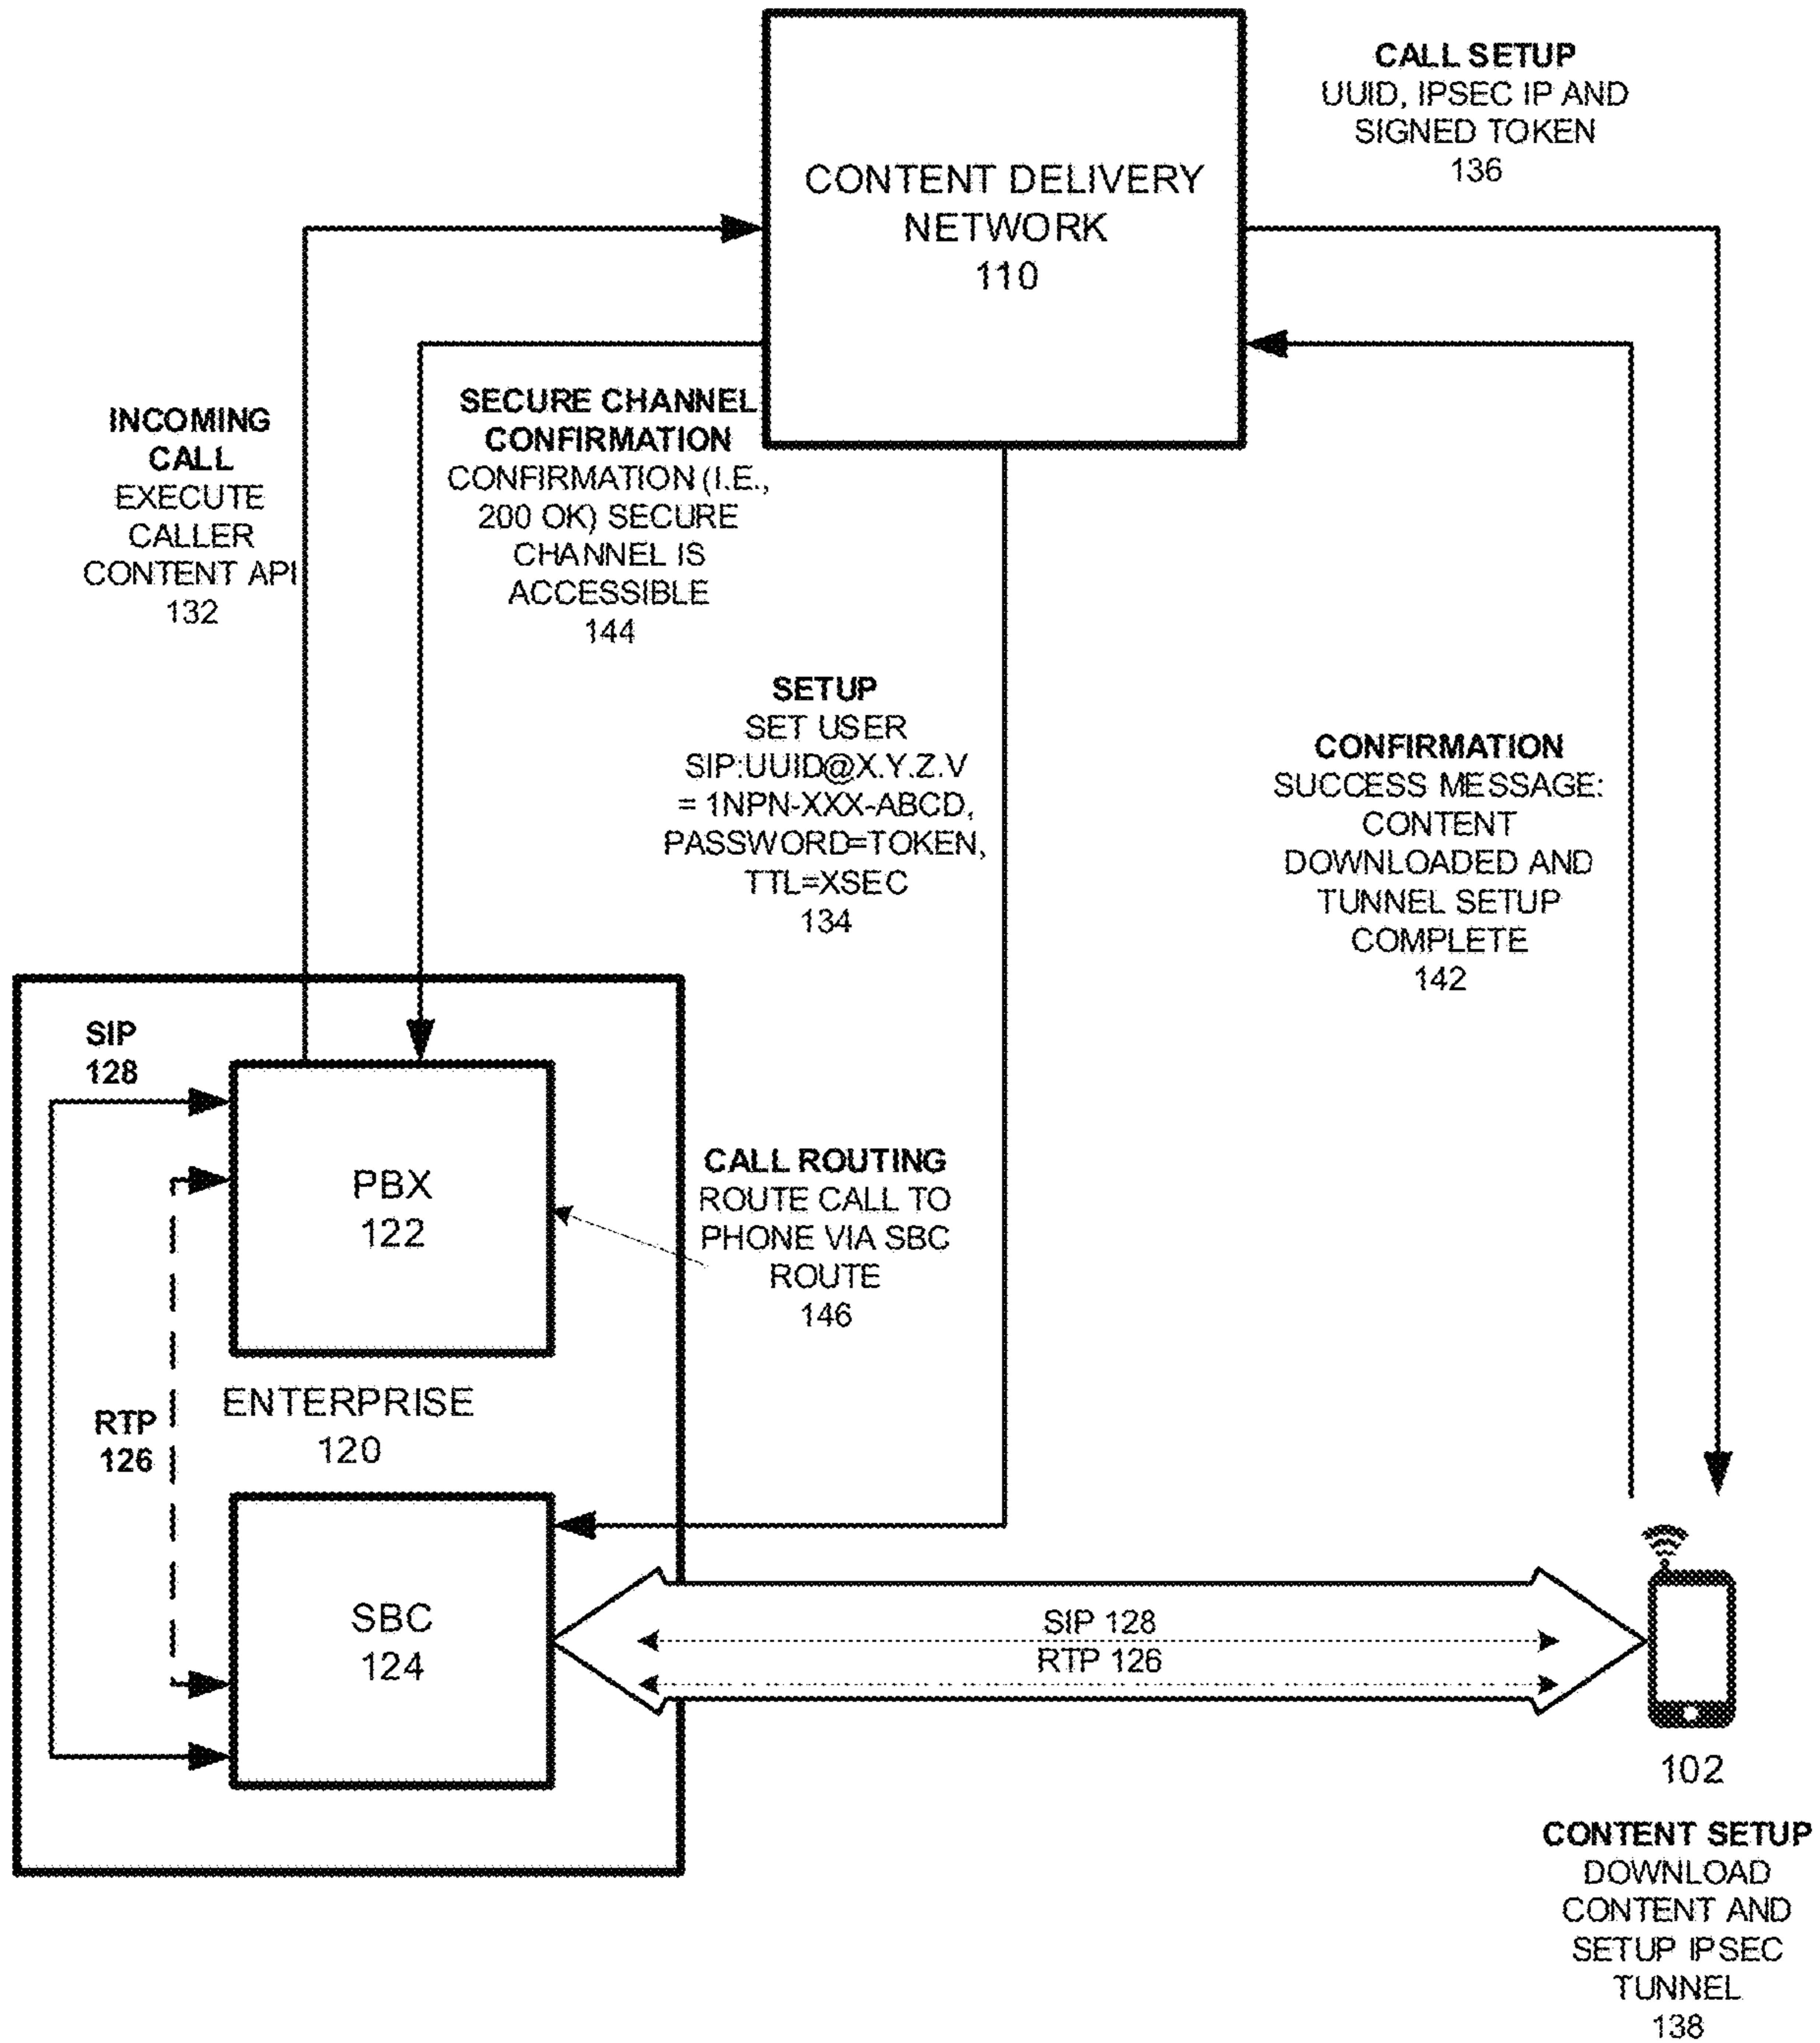 CALL SETUP
UUID, IPSEC IP AND
SIGNED TOKEN
136
CONTENT DELIVERY
NETWORK
110
INCOMING
CALL
EXECUTE
CALLER
CONTENT API
132
SECURE CHANNEL
CONFIRMATION
CONFIRMATION (I.E.,
200 OK) SECURE
CHANNEL IS
ACCESSIBLE
144
SETUP
SET USER
SIP:UUID@X.Y.Z.V
= 1NPN-XXX-ABCD,
PASSWORD=TOKEN,
TTL=XSEC
134
CONFIRMATION
SUCCESS MESSAGE:
CONTENT
DOWNLOADED AND
TUNNEL SETUP
COMPLETE
142
SIP
128
PBX
122
CALL ROUTING
ROUTE CALL TO
PHONE VIA SBC
ROUTE
146
ENTERPRISE
120
RTP
126
SBC
124
SIP 128
RTP 126
102
CONTENT SETUP
DOWNLOAD
CONTENT AND
SETUP IPSEC
TUNNEL
138